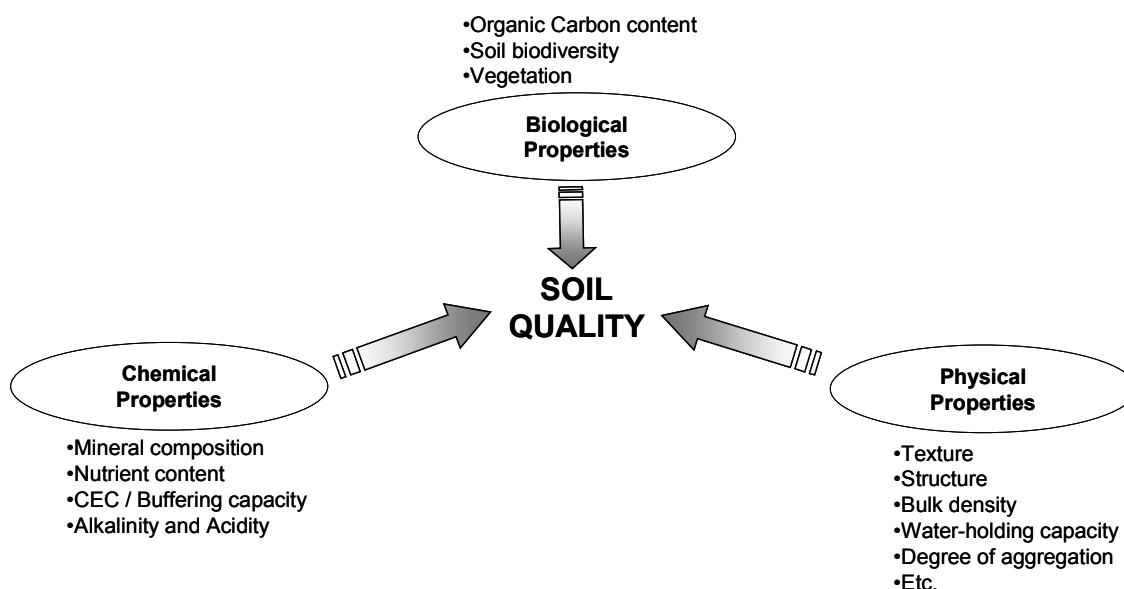 •Organic Carbon content
•Soil biodiversity
•Vegetation
Biological
Properties
SOIL
QUALITY
Chemical
Properties
•Mineral composition
•Nutrient content
•CEC / Buffering capacity
•Alkalinity and Acidity
Physical
Properties
•Texture
•Structure
•Bulk density
•Water-holding capacity
•Degree of aggregation
•Etc.